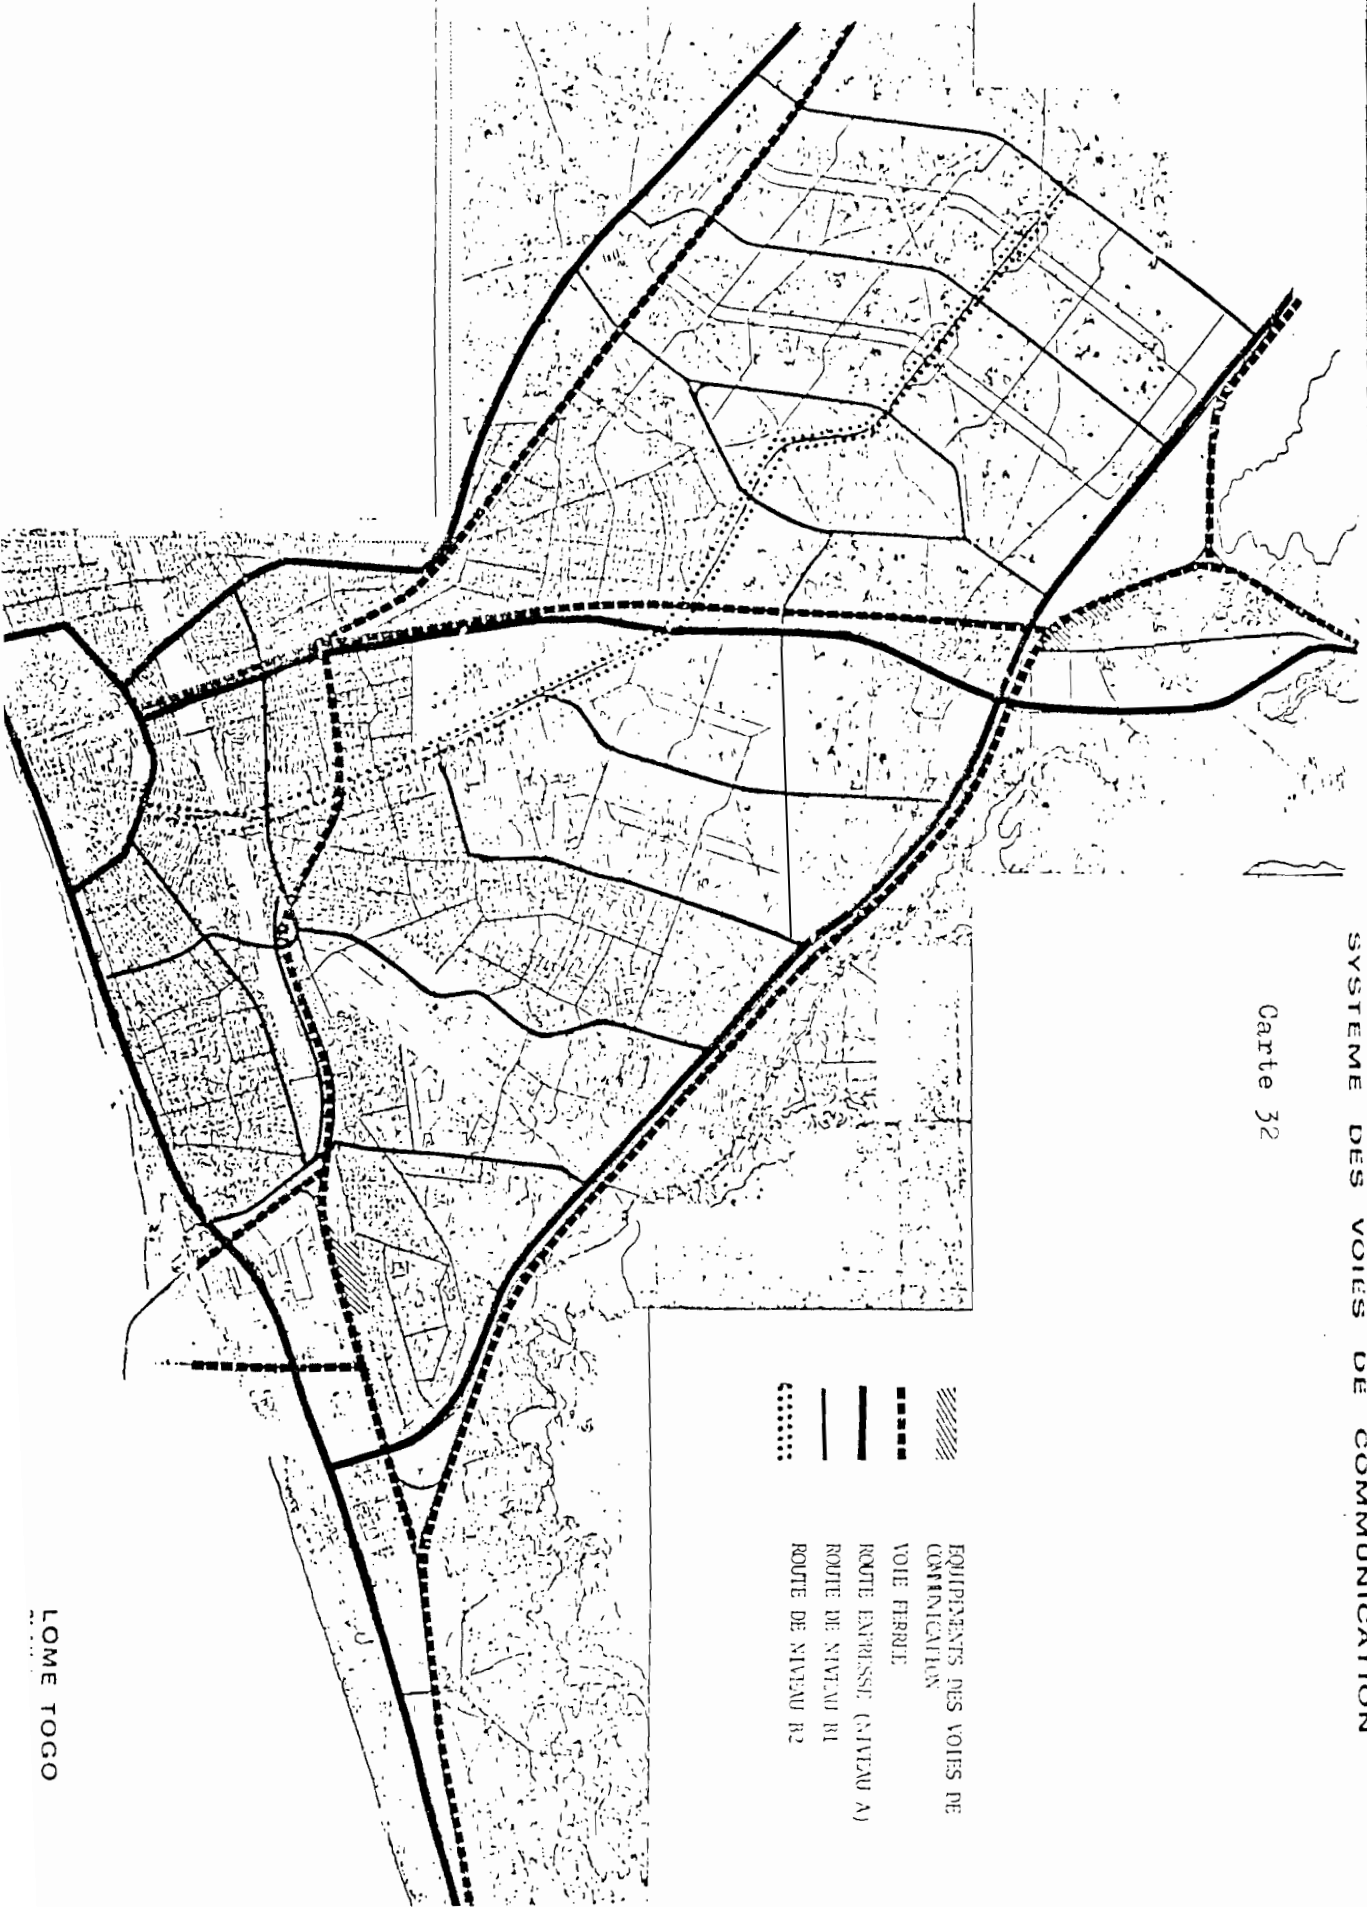 SYSTEME DES VOIES DE COMMUNICATION
Carte 32
EQUIPEMENTS DES VOIES DE
COMMUNICATION
VOIE FERREE
ROUTE EXPRESSE (NIVEAU A)
ROUTE DE NIVEAU B1
ROUTE DE NIVEAU B2
LOME TOGO